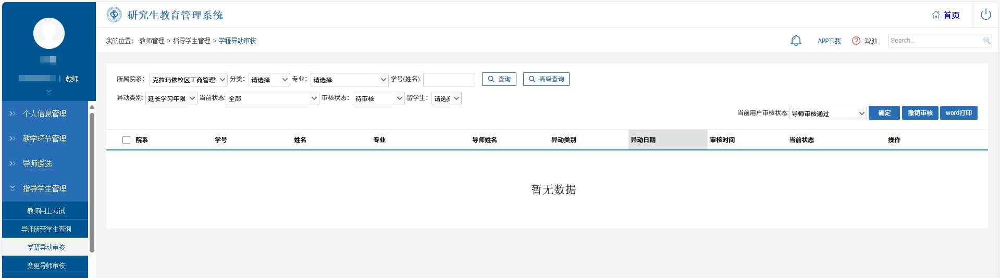 研究生教育管理系统
首页
我的位置： 教师管理 > 指导学生管理 > 学籍异动审核
APP下载 帮助 Search...
教师
个人信息管理
教学环节管理
导师遴选
指导学生管理
教师网上考试
导师所带学生查询
学籍异动审核
变更导师审核
所属院系： 克拉玛依校区工商管理 分类： 请选择 专业： 请选择 学号(姓名): 查询 高级查询
异动类别: 延长学习年限 当前状态: 全部 审核状态： 待审核 留学生： 请选择
当前用户审核状态: 导师审核通过 确定 撤销审核 word打印
院系 学号 姓名 专业 导师姓名 异动类别 异动日期 审核时间 当前状态 操作
暂无数据